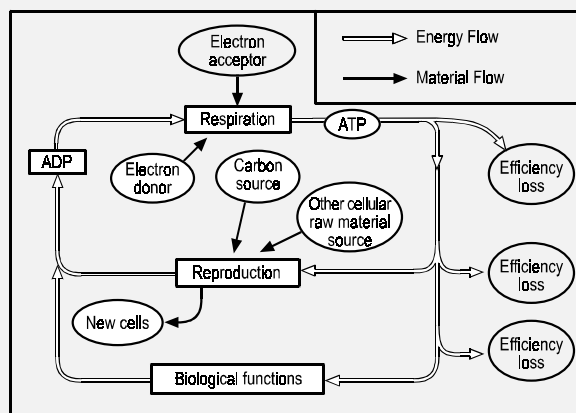 Electron
acceptor
Energy Flow
Material Flow
Respiration
ATP
ADP
Electron
donor
Carbon
source
Efficiency
loss
Other cellular
raw material
source
Reproduction
Efficiency
loss
New cells
Efficiency
loss
Biological functions